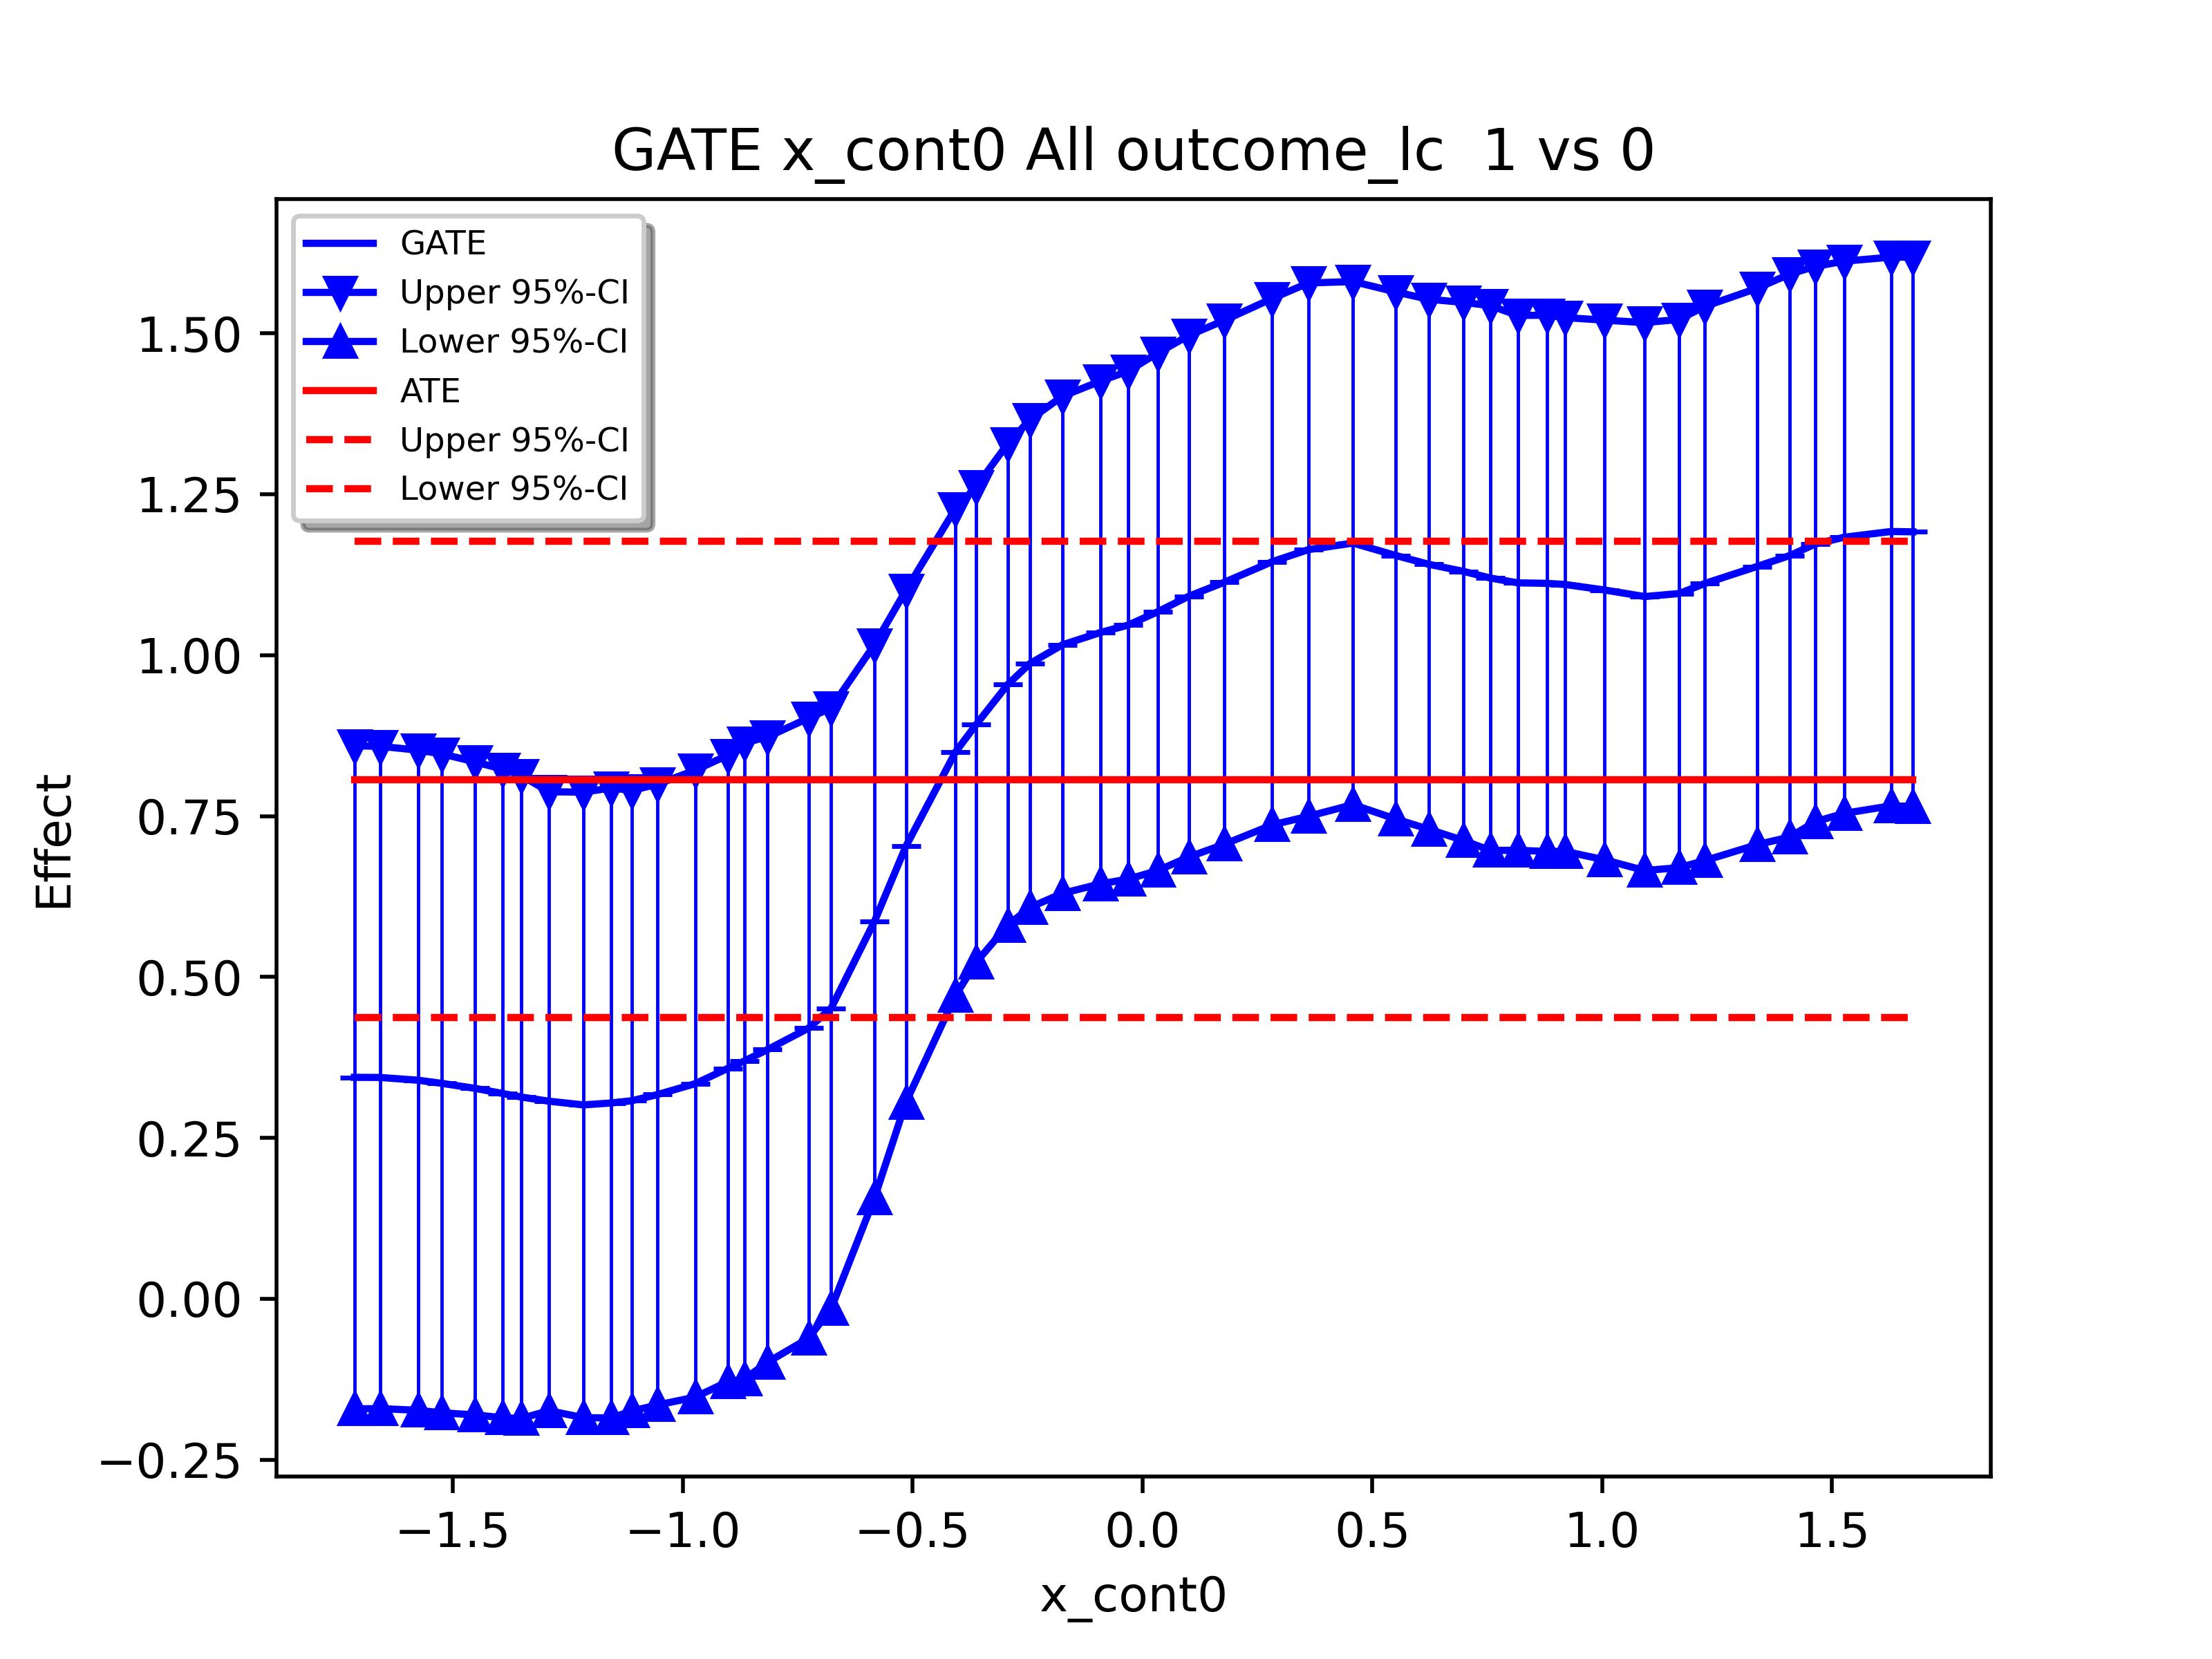 GATE x_cont0 All outcome_lc  1 vs 0
GATE
Upper 95%-CI
Lower 95%-CI
ATE
Upper 95%-CI
Lower 95%-CI
Effect
1.50
1.25
1.00
0.75
0.50
0.25
0.00
−0.25
−1.5 −1.0 −0.5 0.0 0.5 1.0 1.5
x_cont0